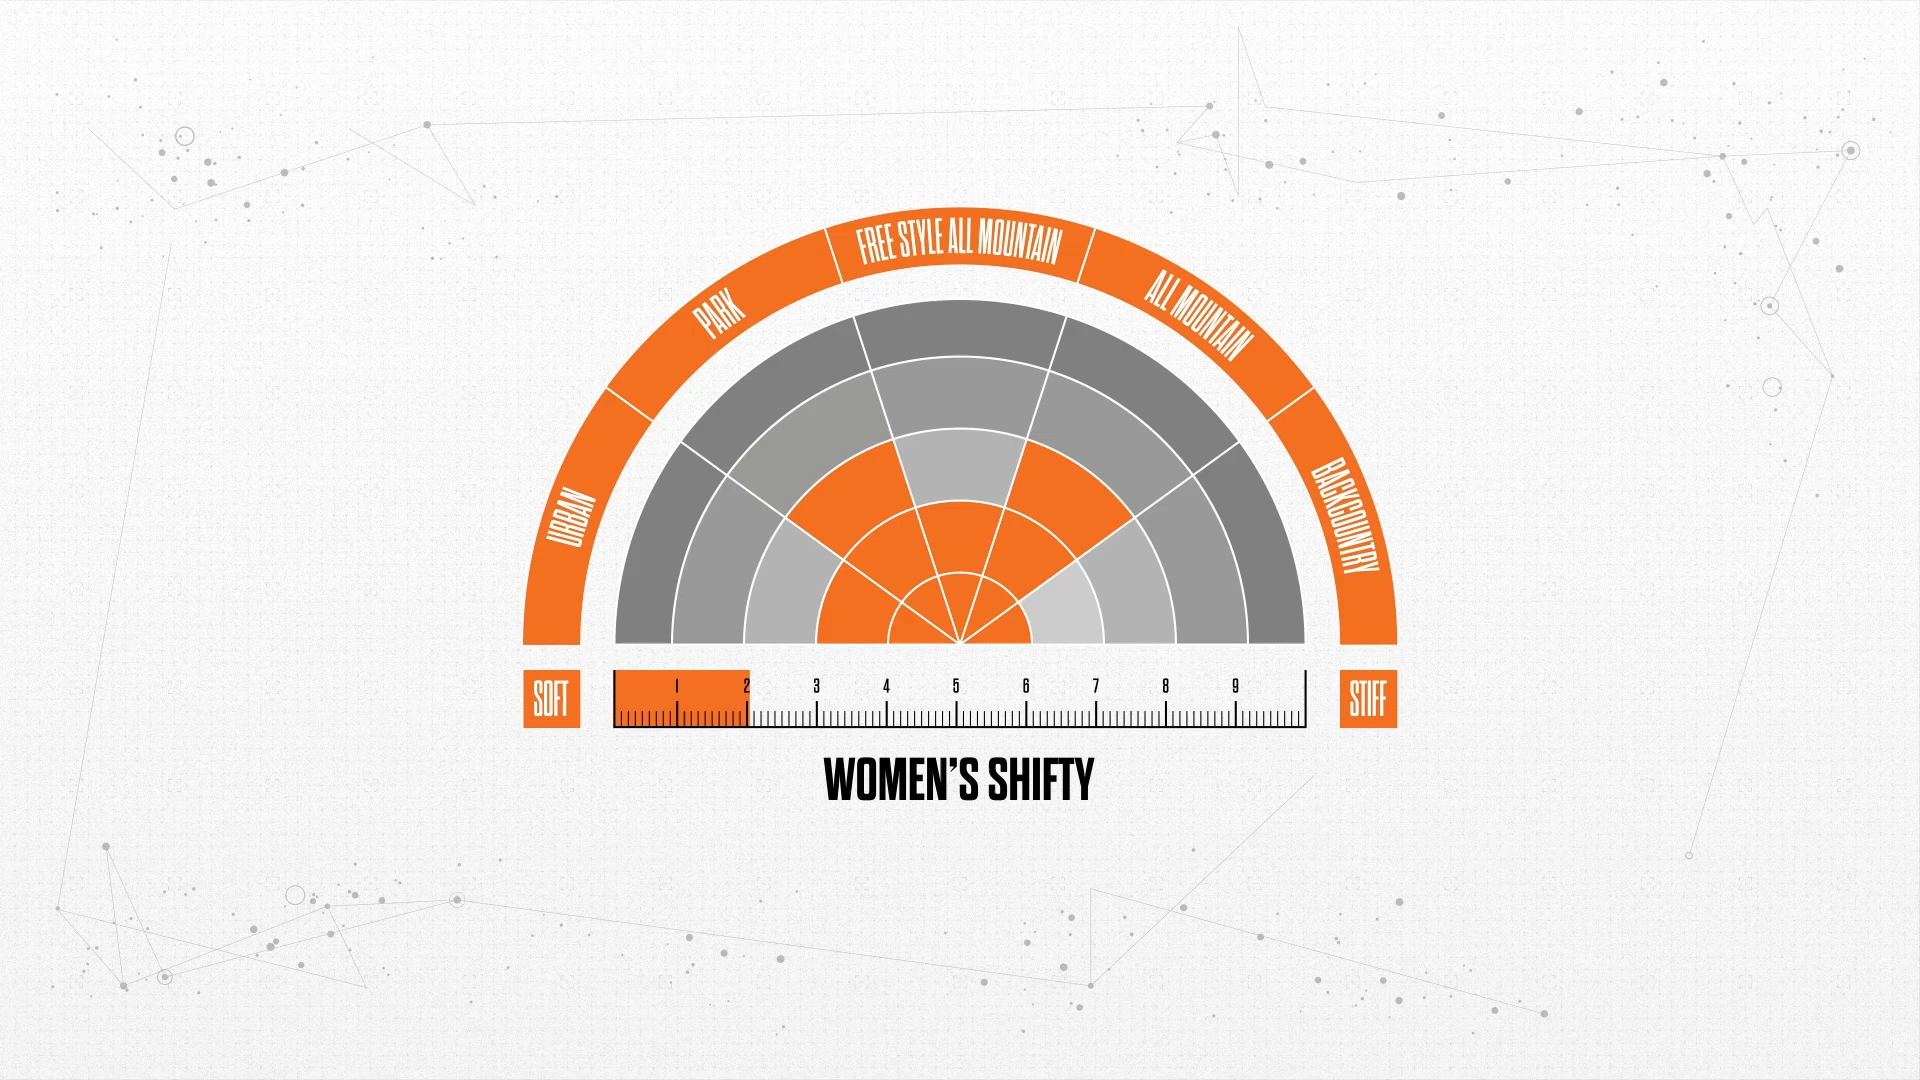 URBAN
PARK
FREE STYLE ALL MOUNTAIN
ALL MOUNTAIN
BACKCOUNTRY
SOFT
1 2 3 4 5 6 7 8 9
STIFF
WOMEN'S SHIFTY